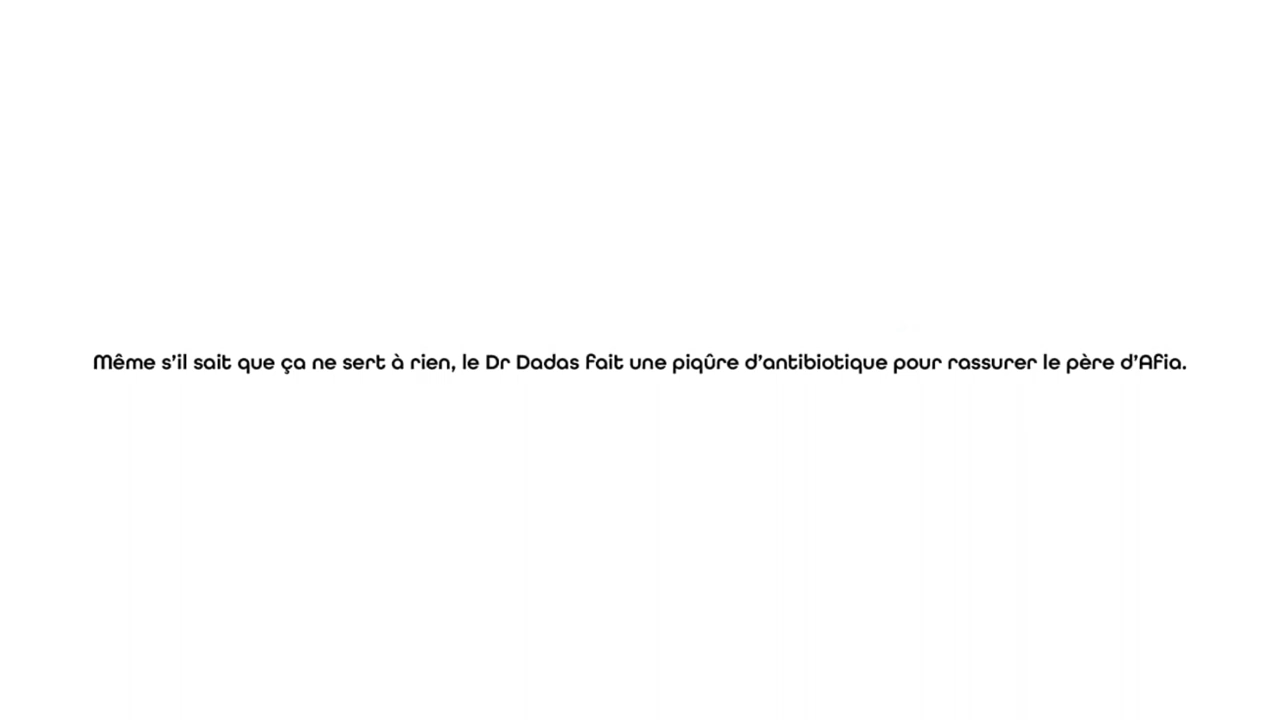 Même s’il sait que ça ne sert à rien, le Dr Dadas fait une piqûre d’antibiotique pour rassurer le père d’Afia.